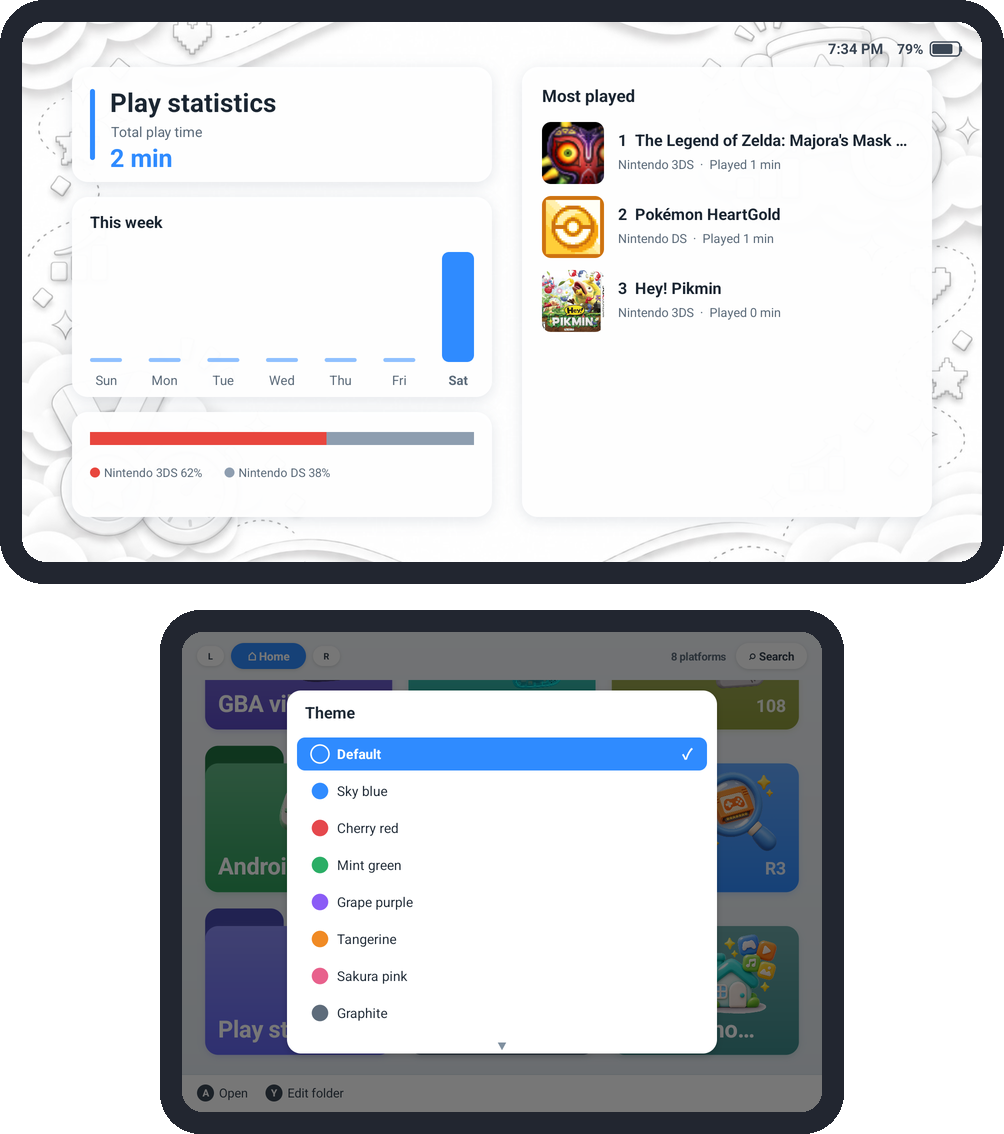 7:34 PM 79%
Play statistics
Total play time
2 min
This week
Sun Mon Tue Wed Thu Fri Sat
Nintendo 3DS 62% Nintendo DS 38%
Most played
1 The Legend of Zelda: Majora's Mask ...
Nintendo 3DS · Played 1 min
2 Pokémon HeartGold
Nintendo DS · Played 1 min
3 Hey! Pikmin
Nintendo 3DS · Played 0 min
Hey!
PIKMIN
L Home R 8 platforms Search
GBA vi
108
Androi
R3
Play st
no...
Theme
Default ✓
Sky blue
Cherry red
Mint green
Grape purple
Tangerine
Sakura pink
Graphite
▼
A Open Y Edit folder